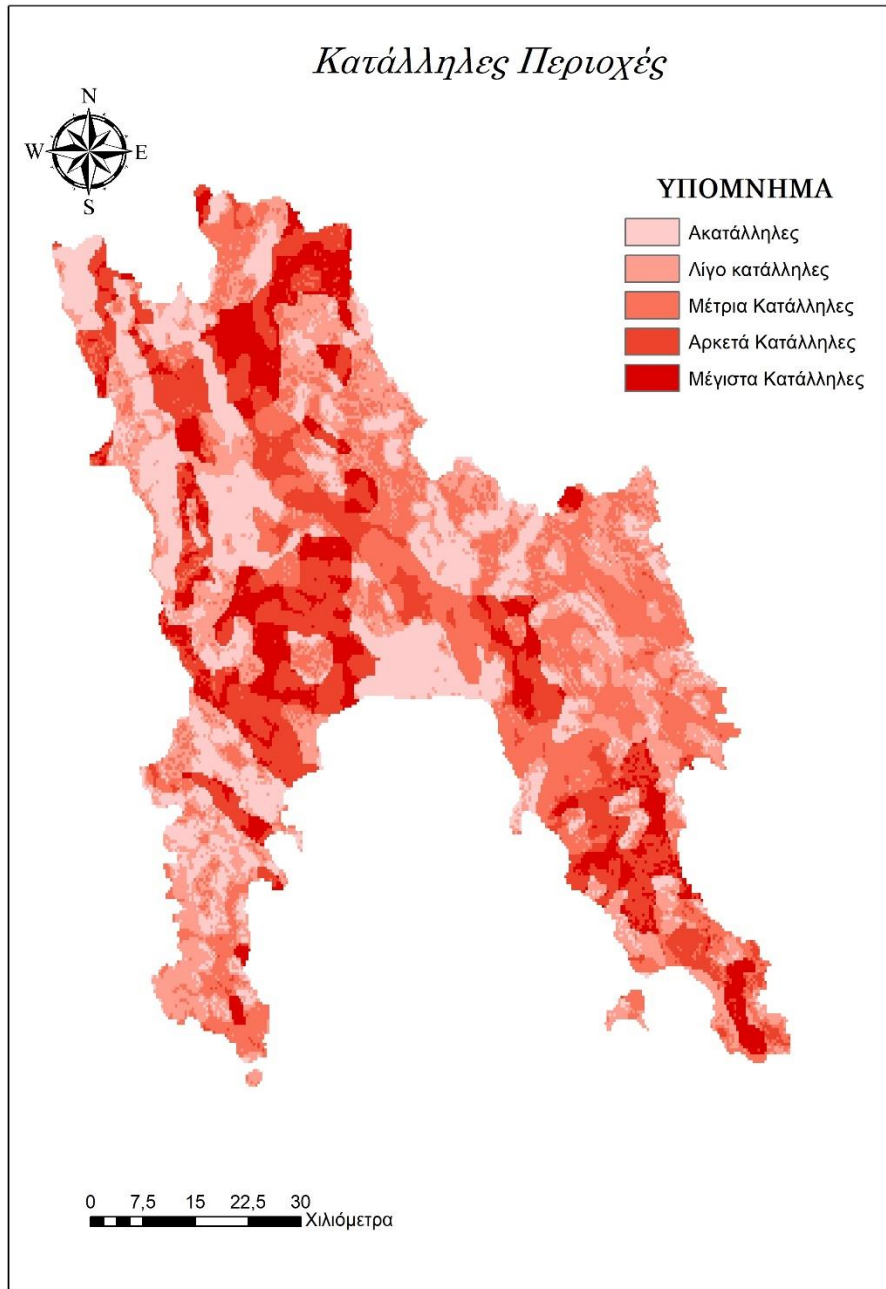 Κατάλληλες Περιοχές
N
W E
S
ΥΠΟΜΝΗΜΑ
Ακατάλληλες
Λίγο κατάλληλες
Μέτρια Κατάλληλες
Αρκετά Κατάλληλες
Μέγιστα Κατάλληλες
0 7,5 15 22,5 30
Χιλιόμετρα